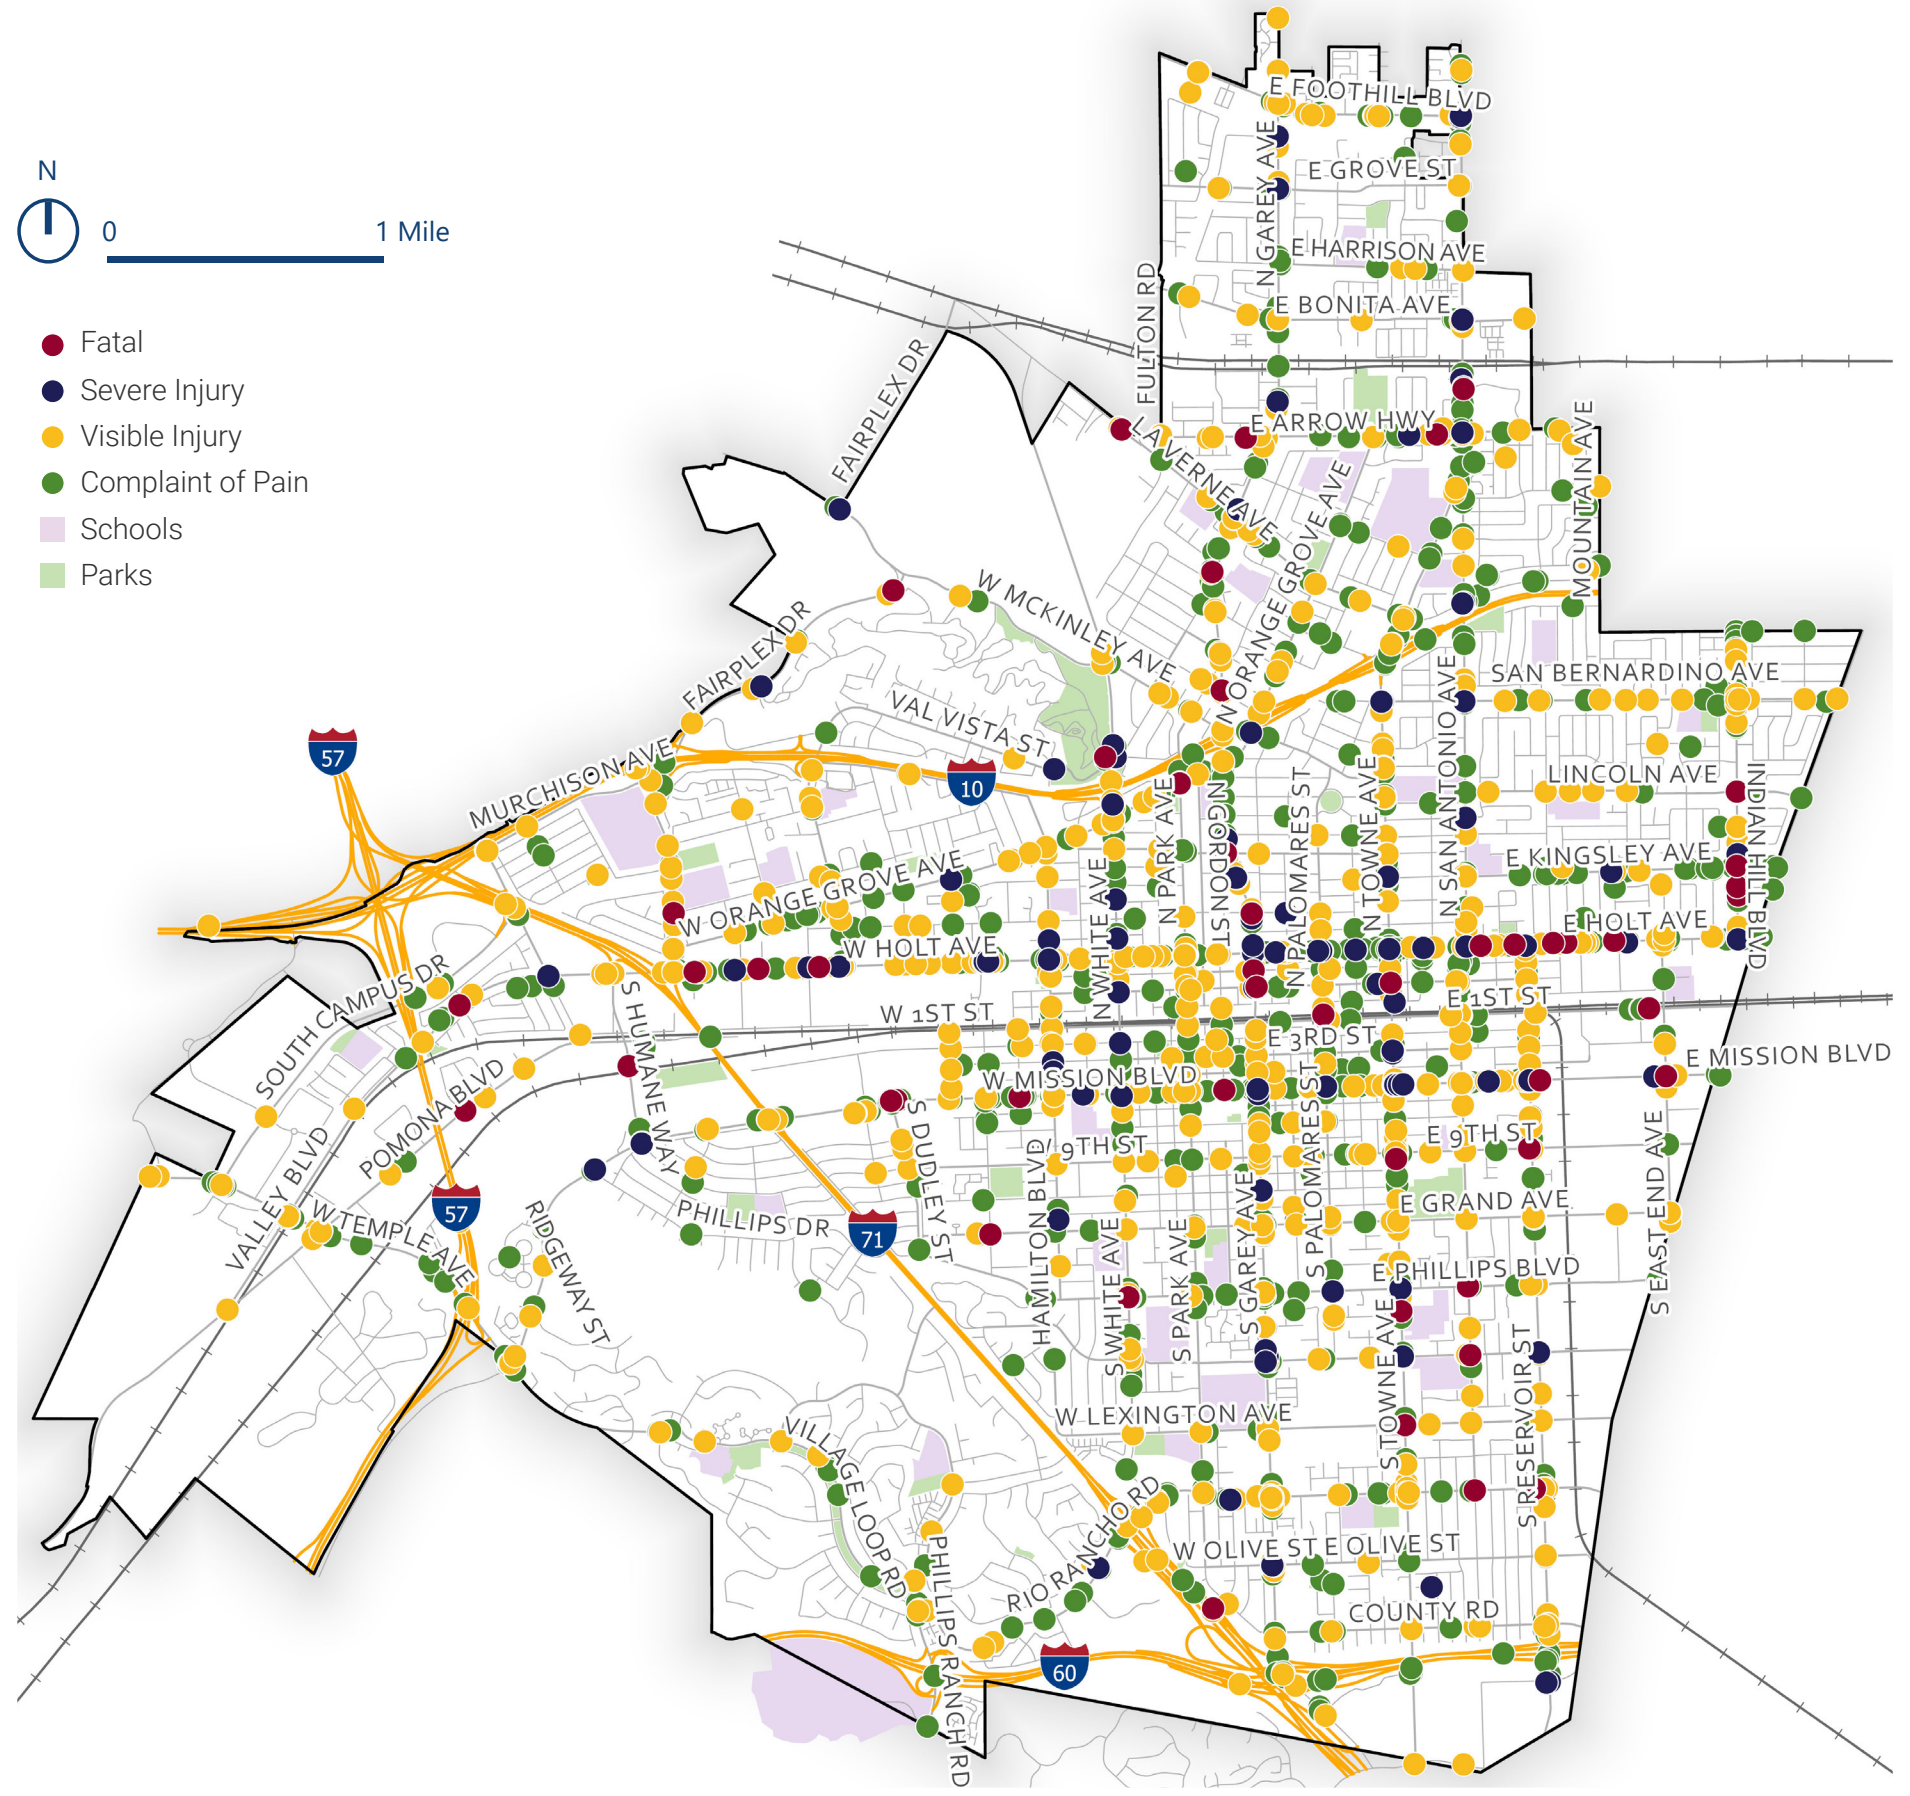 N
0 1 Mile
Fatal
Severe Injury
Visible Injury
Complaint of Pain
Schools
Parks
E FOOTHILL BLVD
N GAREY AVE
E GROVE ST
E HARRISON AVE
E BONITA AVE
FULTON RD
FAIRPLEX DR
E ARROW HWY
LA VERNE AVE
MOUNTAIN AVE
N ORANGE GROVE AVE
W MCKINLEY AVE
FAIRPLEX DR
SAN BERNARDINO AVE
VAL VISTA ST
57
MURCHISON AVE
10
N SAN ANTONIO AVE
LINCOLN AVE
INDIAN HILL BLVD
N PARK AVE
N GORDON ST
N PALOMARES ST
N TOWNE AVE
E KINGSLEY AVE
W ORANGE GROVE AVE
N WHITE AVE
E HOLT AVE
W HOLT AVE
SOUTH CAMPUS DR
S HUMANE WAY
W 1ST ST
E 1ST ST
E 3RD ST
E MISSION BLVD
W MISSION BLVD
POMONA BLVD
VALLEY BLVD
S DUDLEY ST
W 9TH ST
E 9TH ST
S PALOMARES ST
S EAST END AVE
HAMILTON BLVD
E GRAND AVE
57
W TEMPLE AVE
RIDGEWAY ST
PHILLIPS DR
71
S WHITE AVE
S PARK AVE
S GAREY AVE
E PHILLIPS BLVD
S TOWNE AVE
S RESERVOIR ST
W LEXINGTON AVE
VILLAGE LOOP RD
RIO RANCHO RD
W OLIVE ST E OLIVE ST
PHILLIPS RANCH RD
COUNTY RD
60